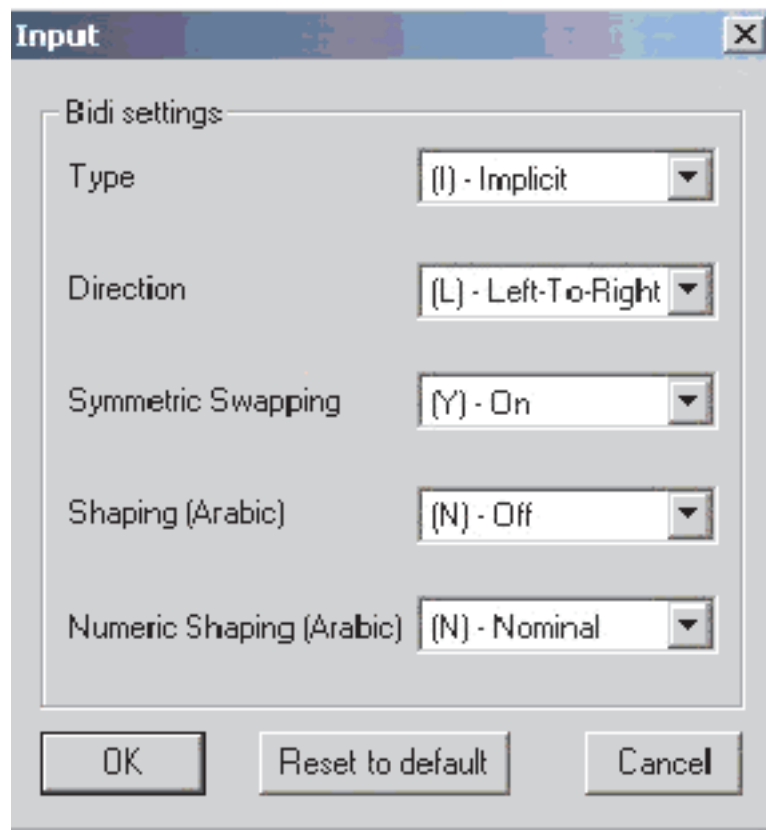 Input
Bidi settings
Type (I) - Implicit
Direction (L) - Left-To-Right
Symmetric Swapping (Y) - On
Shaping (Arabic) (N) - Off
Numeric Shaping (Arabic) (N) - Nominal
OK Reset to default Cancel